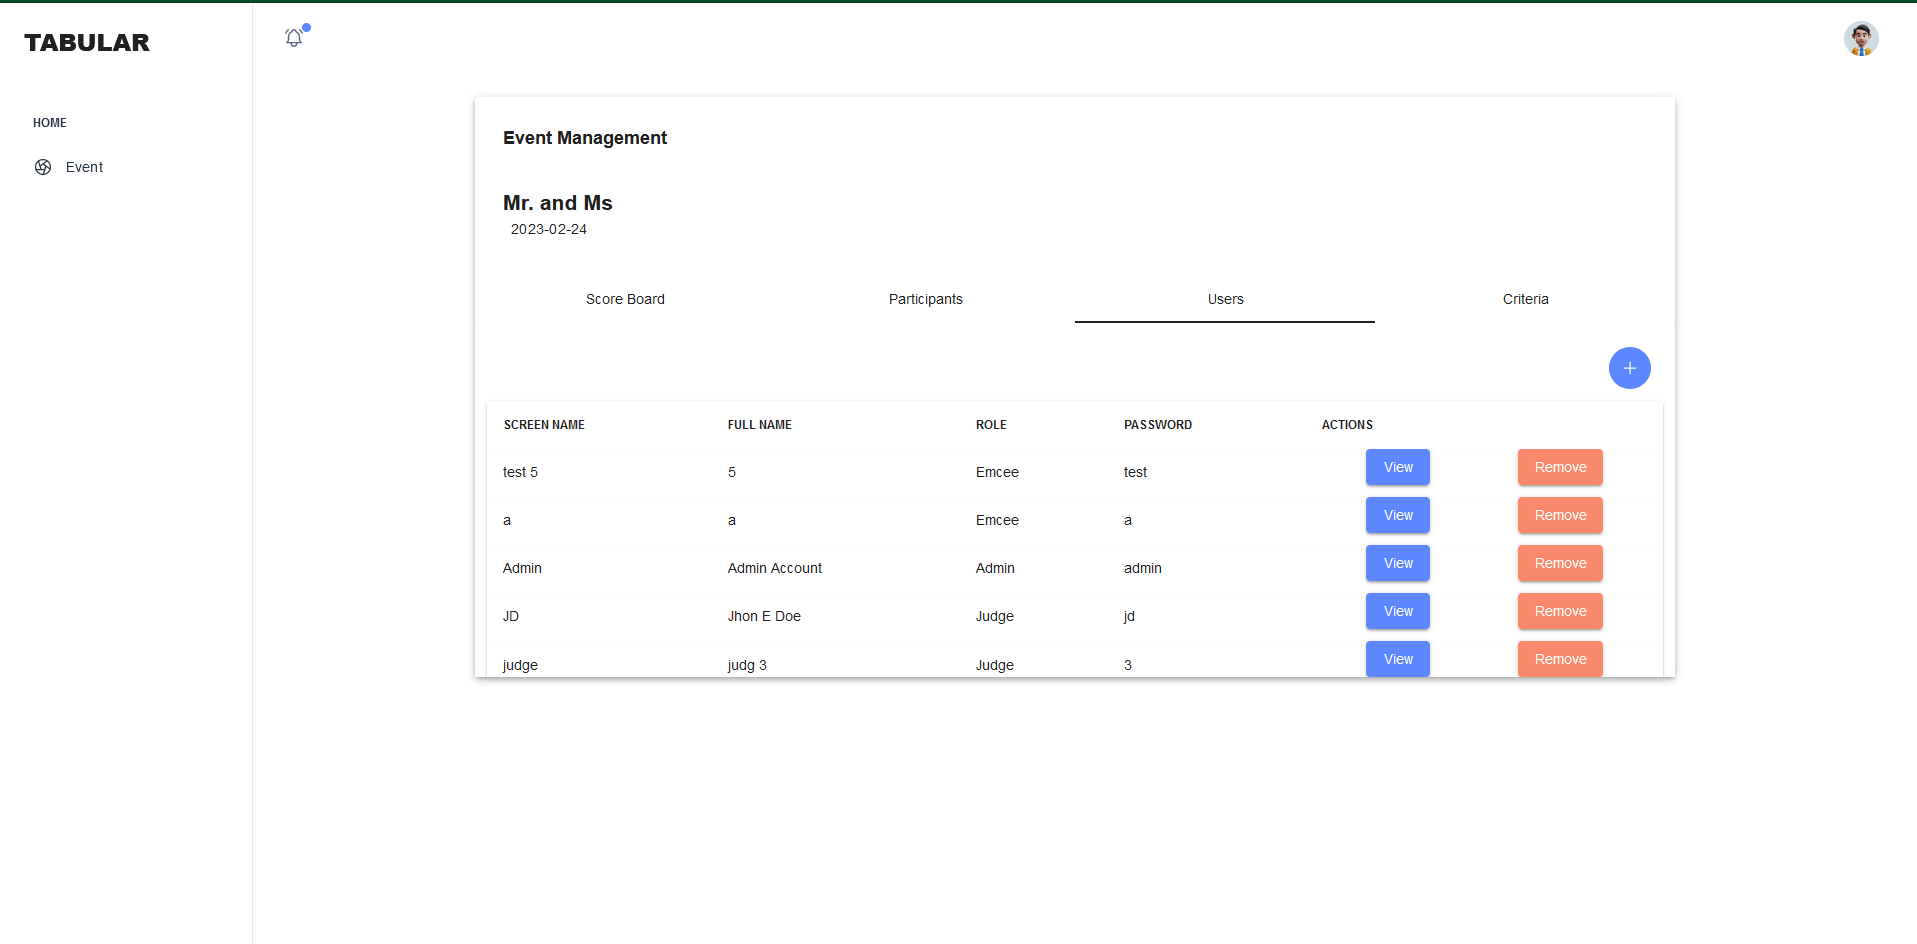 TABULAR
HOME
Event
Event Management
Mr. and Ms
2023-02-24
Score Board Participants Users Criteria
SCREEN NAME FULL NAME ROLE PASSWORD ACTIONS
test 5 5 Emcee test View Remove
a a Emcee a View Remove
Admin Admin Account Admin admin View Remove
JD Jhon E Doe Judge jd View Remove
judge judg 3 Judge 3 View Remove